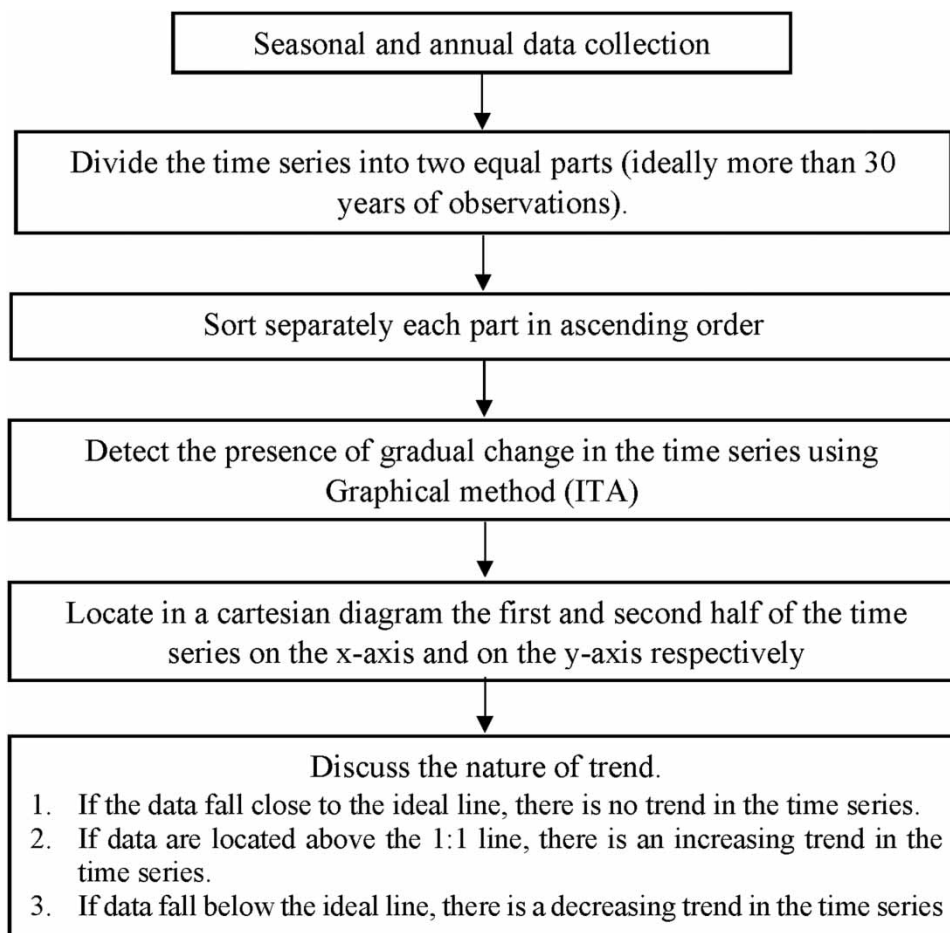 Seasonal and annual data collection
Divide the time series into two equal parts (ideally more than 30
years of observations).
Sort separately each part in ascending order
Detect the presence of gradual change in the time series using
Graphical method (ITA)
Locate in a cartesian diagram the first and second half of the time
series on the x-axis and on the y-axis respectively
Discuss the nature of trend.
1. If the data fall close to the ideal line, there is no trend in the time series.
2. If data are located above the 1:1 line, there is an increasing trend in the
time series.
3. If data fall below the ideal line, there is a decreasing trend in the time series